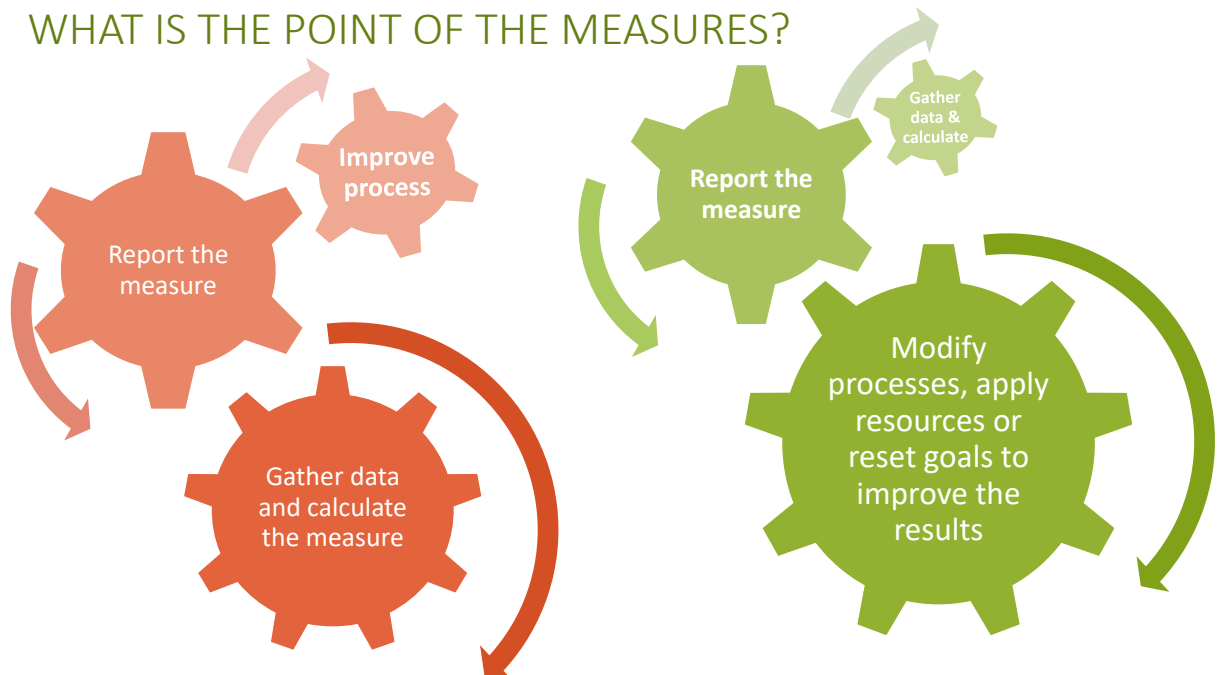 WHAT IS THE POINT OF THE MEASURES?
Improve
process
Report the
measure
Gather data
and calculate
the measure
Gather
data &
calculate
Report the
measure
Modify
processes, apply
resources or
reset goals to
improve the
results